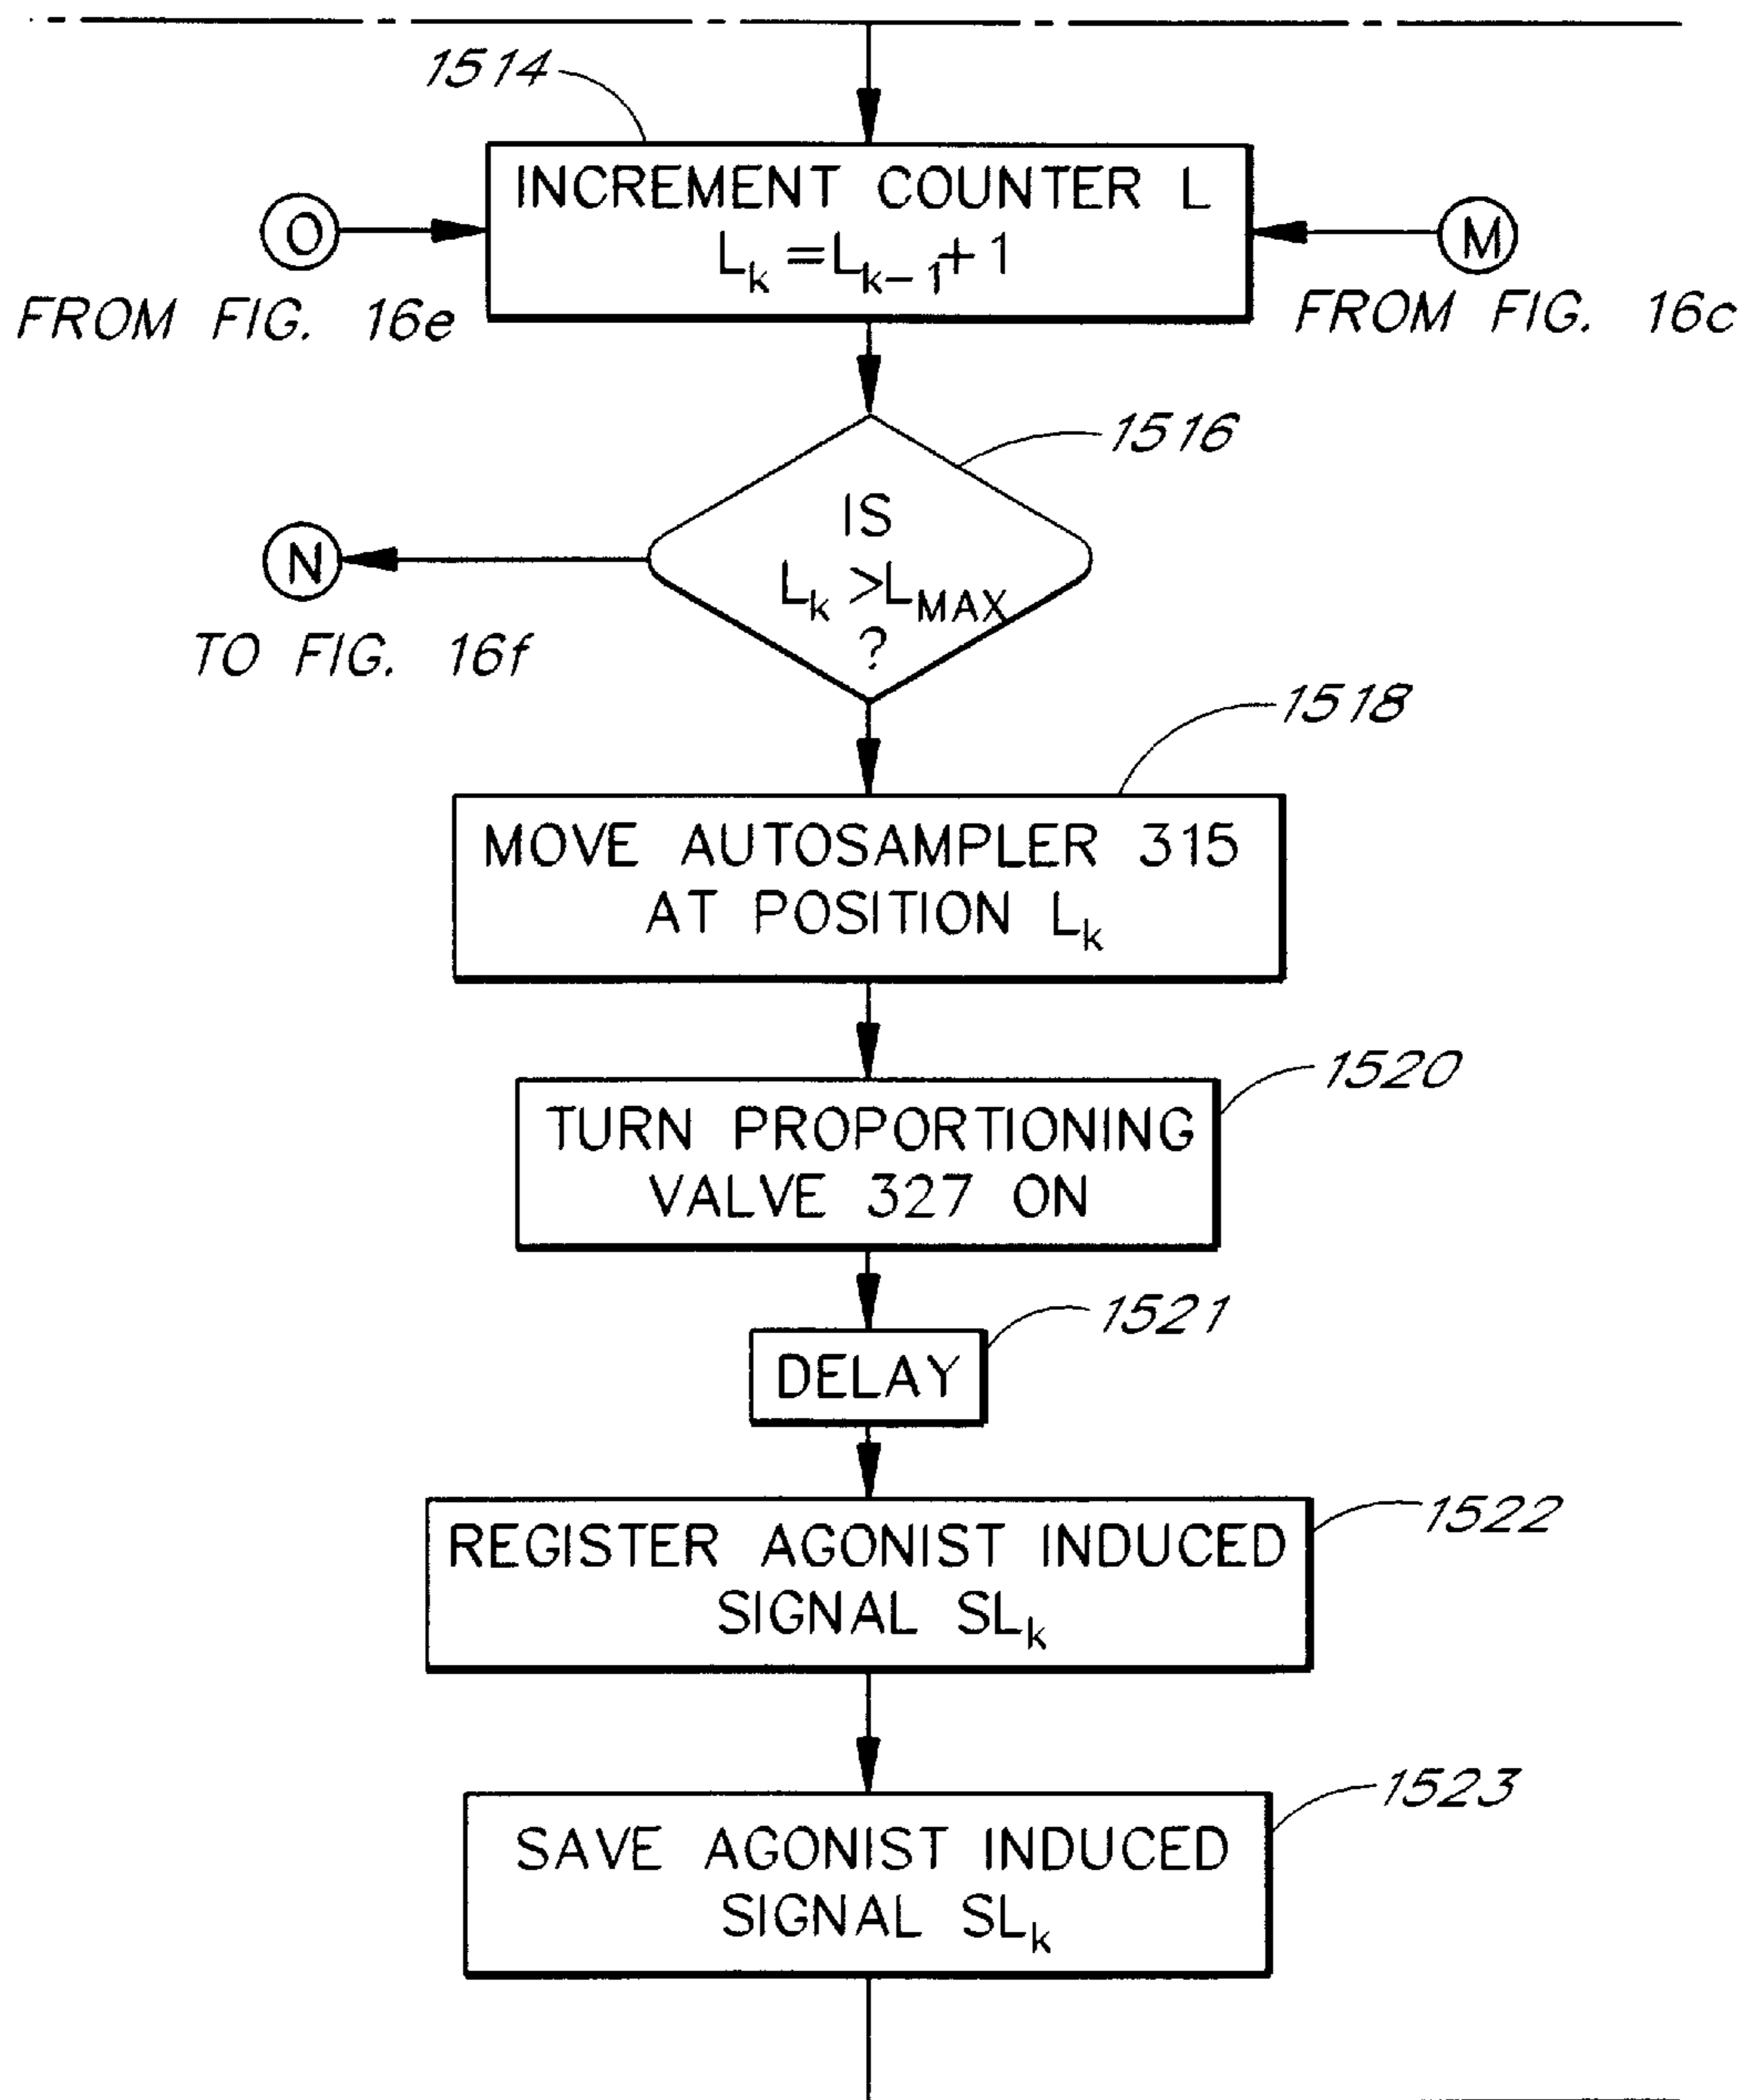 1514
INCREMENT COUNTER L
L_k = L_{k-1} + 1
O
FROM FIG. 16e
M
FROM FIG. 16c
1516
IS
L_k > L_MAX
?
N
TO FIG. 16f
1518
MOVE AUTOSAMPLER 315
AT POSITION L_k
1520
TURN PROPORTIONING
VALVE 327 ON
1521
DELAY
1522
REGISTER AGONIST INDUCED
SIGNAL SL_k
1523
SAVE AGONIST INDUCED
SIGNAL SL_k